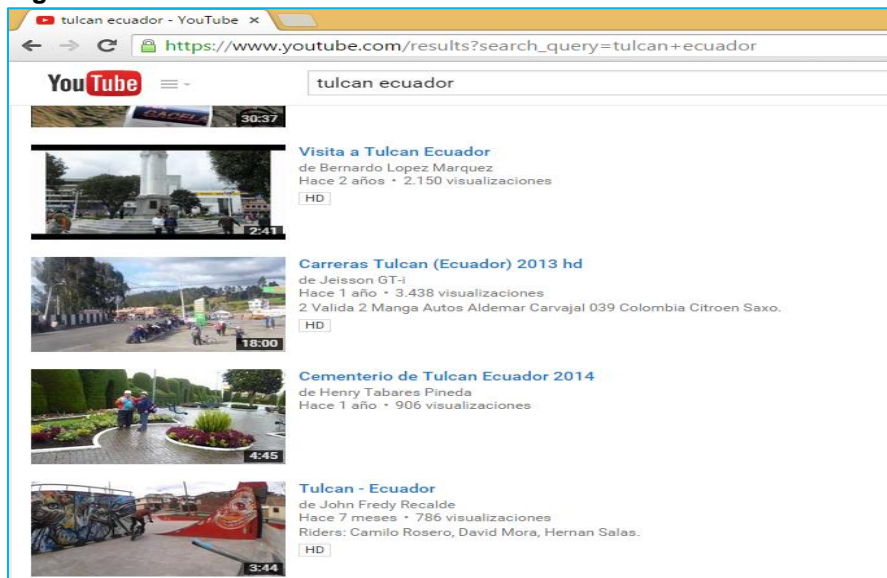 tulcan ecuador - YouTube
https://www.youtube.com/results?search_query=tulcan+ecuador
YouTube
tulcan ecuador
GACELA
30:37
Visita a Tulcan Ecuador
de Bernardo Lopez Marquez
Hace 2 años • 2.150 visualizaciones
HD
2:41
Carreras Tulcan (Ecuador) 2013 hd
de Jeisson GT-i
Hace 1 año • 3.438 visualizaciones
2 Valida 2 Manga Autos Aldemar Carvajal 039 Colombia Citroen Saxo.
HD
18:00
Cementerio de Tulcan Ecuador 2014
de Henry Tabares Pineda
Hace 1 año • 906 visualizaciones
4:45
Tulcan - Ecuador
de John Fredy Recalde
Hace 7 meses • 786 visualizaciones
Riders: Camilo Rosero, David Mora, Hernan Salas.
HD
3:44